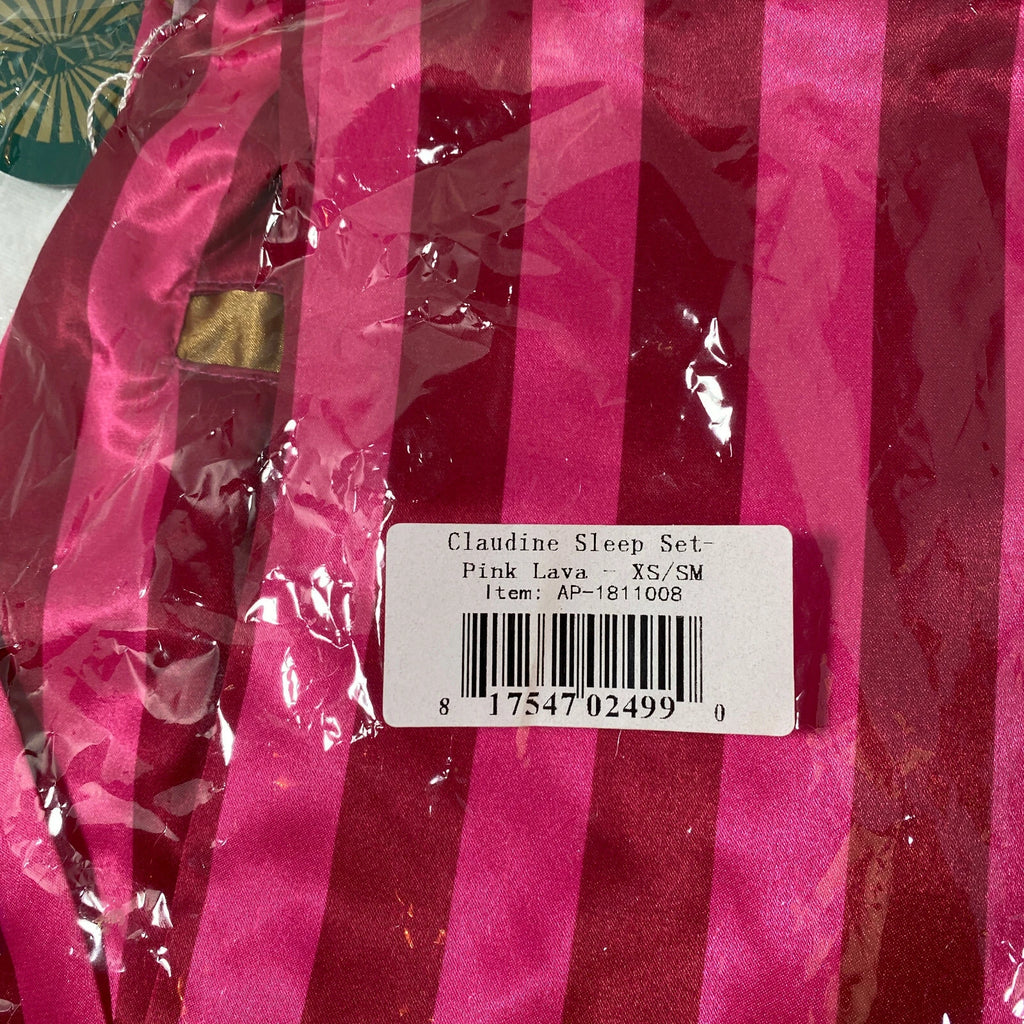 Claudine Sleep Set-
Pink Lava - XS/SM
Item: AP-1811008
8 17547 02499 0